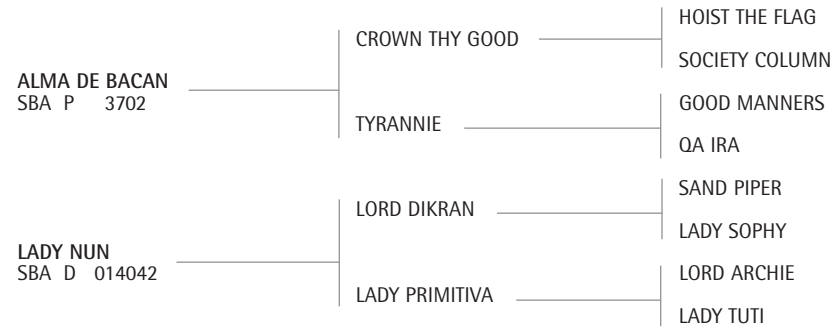 HOIST THE FLAG
CROWN THY GOOD
SOCIETY COLUMN
ALMA DE BACAN
SBA P 3702
GOOD MANNERS
TYRANNIE
QA IRA
SAND PIPER
LORD DIKRAN
LADY SOPHY
LADY NUN
SBA D 014042
LORD ARCHIE
LADY PRIMITIVA
LADY TUTI